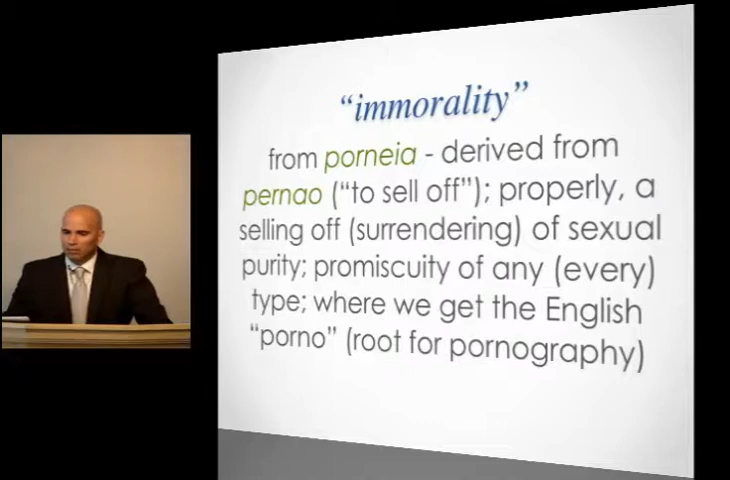 “immorality”
from porneia - derived from
pernao (“to sell off”); properly, a
selling off (surrendering) of sexual
purity; promiscuity of any (every)
type; where we get the English
“porno” (root for pornography)